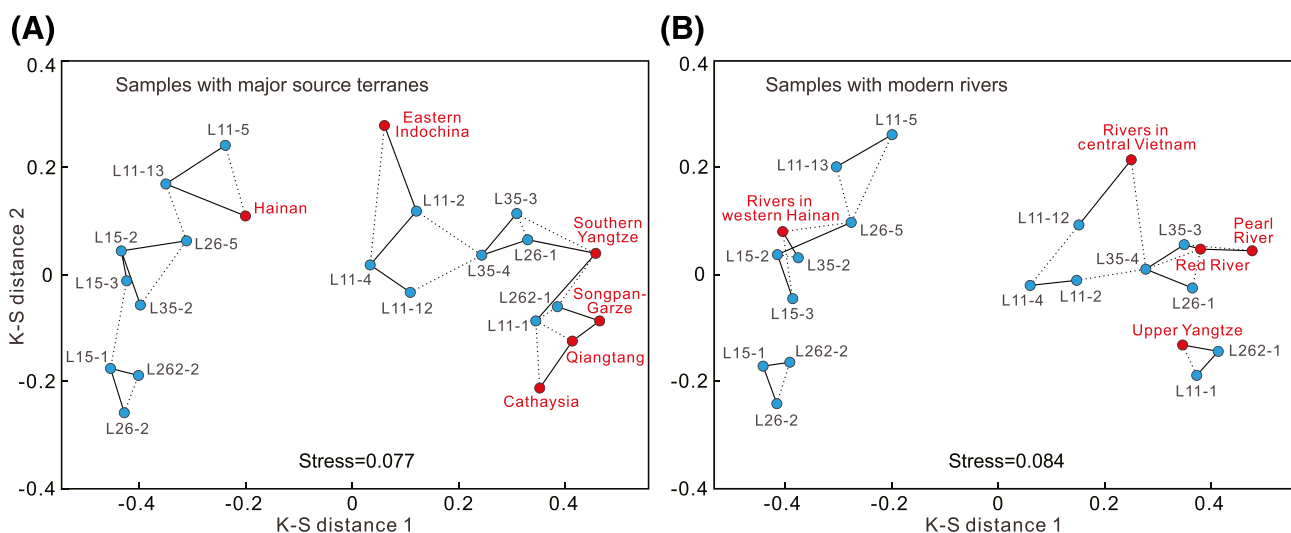 (A)
0.4
Samples with major source terranes
Eastern
Indochina
L11-5
L11-13
0.2
Hainan
L11-2
L35-3
Southern
Yangtze
L15-2
L26-5
L26-1
0
L35-4
L11-4
L15-3
L11-12
Songpan-
Garze
L262-1
L35-2
L11-1
Qiangtang
L15-1
L262-2
-0.2
Cathaysia
L26-2
Stress=0.077
-0.4
-0.4
-0.2
0
0.2
0.4
K-S distance 1
K-S distance 2
(B)
0.4
Samples with modern rivers
L11-5
Rivers in
central Vietnam
L11-13
0.2
Rivers in
western Hainan
L11-12
L35-3
Pearl
River
L26-5
L15-2
L35-2
L35-4
Red River
0
L11-4
L11-2
L26-1
L15-3
Upper Yangtze
L15-1
L262-2
L262-1
L11-1
-0.2
L26-2
Stress=0.084
-0.4
-0.4
-0.2
0
0.2
0.4
K-S distance 1